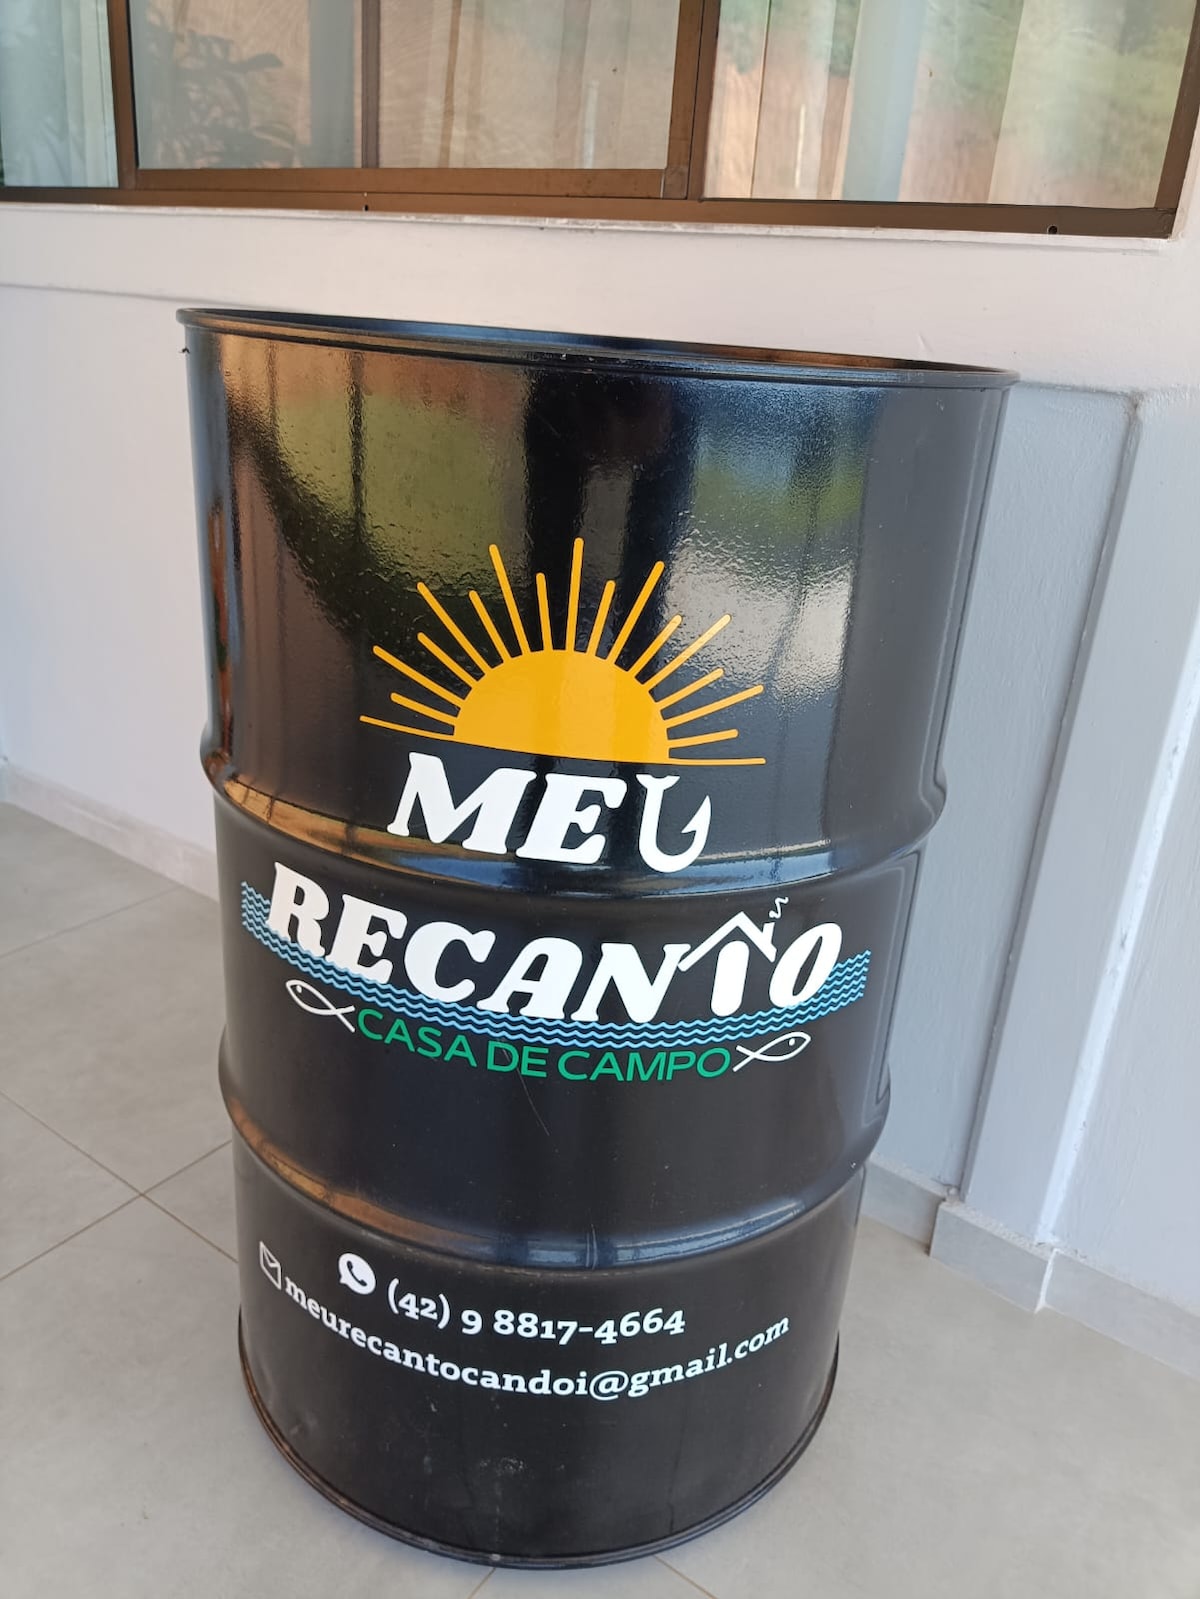 MEU
RECANTO
CASA DE CAMPO
(42) 9 8817-4664
meurecantocandoi@gmail.com